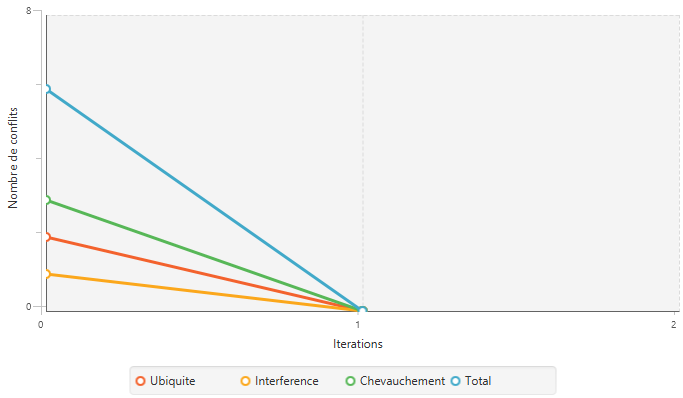 8
Nombre de conflits
0
0 1 2
Iterations
Ubiquite Interference Chevauchement Total